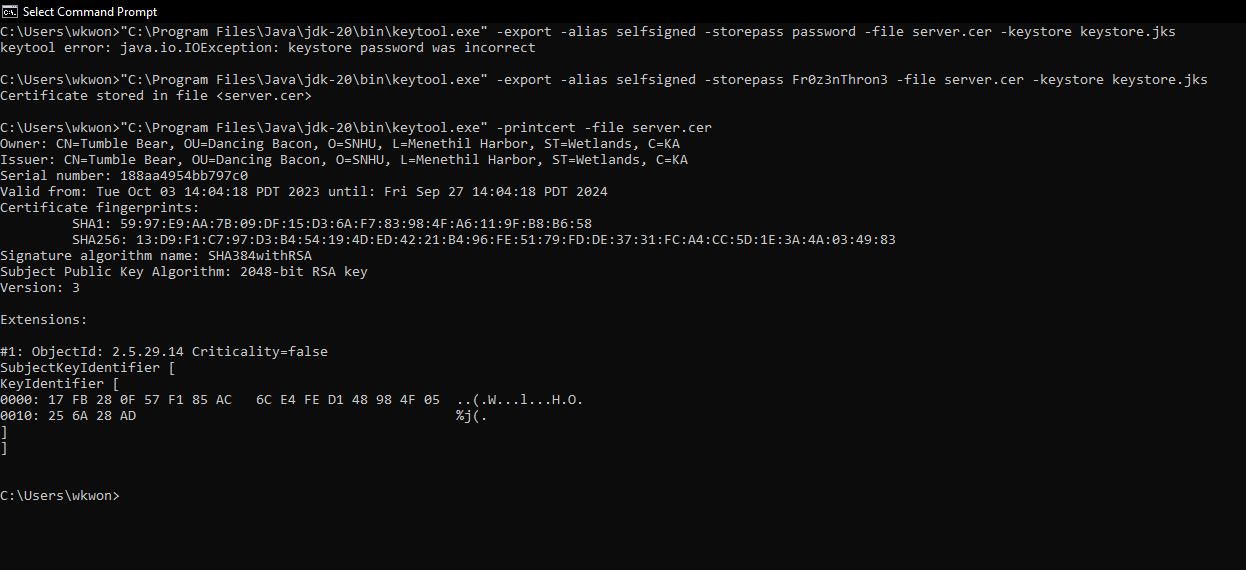 Select Command Prompt
C:\Users\wkwon>"C:\Program Files\Java\jdk-20\bin\keytool.exe" -export -alias selfsigned -storepass password -file server.cer -keystore keystore.jks
keytool error: java.io.IOException: keystore password was incorrect
C:\Users\wkwon>"C:\Program Files\Java\jdk-20\bin\keytool.exe" -export -alias selfsigned -storepass Fr0z3nThron3 -file server.cer -keystore keystore.jks
Certificate stored in file <server.cer>
C:\Users\wkwon>"C:\Program Files\Java\jdk-20\bin\keytool.exe" -printcert -file server.cer
Owner: CN=Tumble Bear, OU=Dancing Bacon, O=SNHU, L=Menethil Harbor, ST=Wetlands, C=KA
Issuer: CN=Tumble Bear, OU=Dancing Bacon, O=SNHU, L=Menethil Harbor, ST=Wetlands, C=KA
Serial number: 188aa4954bb797c0
Valid from: Tue Oct 03 14:04:18 PDT 2023 until: Fri Sep 27 14:04:18 PDT 2024
Certificate fingerprints:
SHA1: 59:97:E9:AA:7B:09:DF:15:D3:6A:F7:83:98:4F:A6:11:9F:B8:B6:58
SHA256: 13:D9:F1:C7:97:D3:B4:54:19:4D:ED:42:21:B4:96:FE:51:79:FD:DE:37:31:FC:A4:CC:5D:1E:3A:4A:03:49:83
Signature algorithm name: SHA384withRSA
Subject Public Key Algorithm: 2048-bit RSA key
Version: 3
Extensions:
#1: ObjectId: 2.5.29.14 Criticality=false
SubjectKeyIdentifier [
KeyIdentifier [
0000: 17 FB 28 0F 57 F1 85 AC   6C E4 FE D1 48 98 4F 05  ..(.W...l...H.O.
0010: 25 6A 28 AD                                        %j(.
]
]
C:\Users\wkwon>